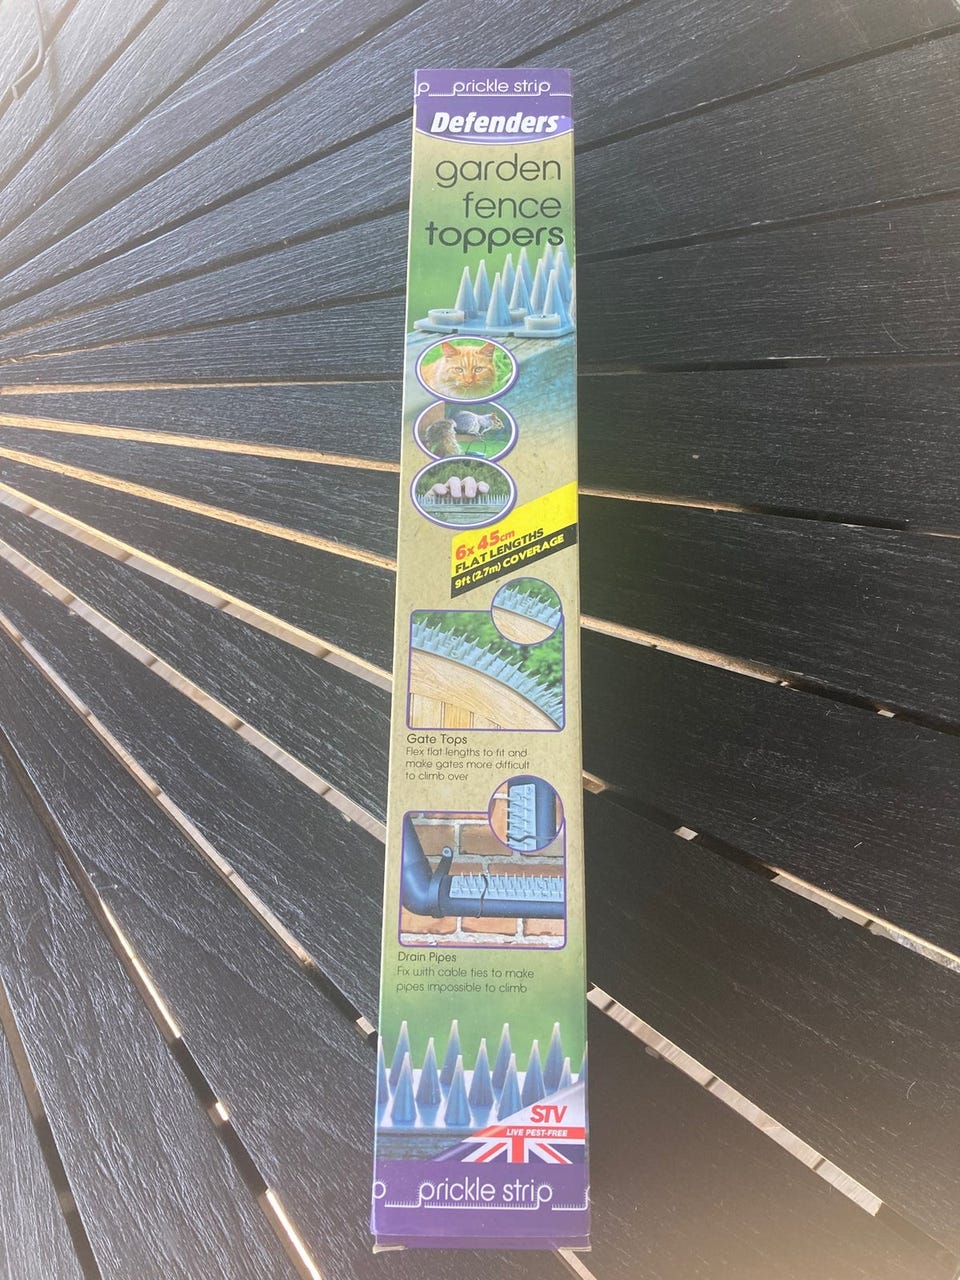 p prickle strip
Defenders®
garden
fence
toppers
6x 45cm
FLAT LENGTHS
9ft (2.7m) COVERAGE
Gate Tops
Flex flat lengths to fit and
make gates more difficult
to climb over
Drain Pipes
Fix with cable ties to make
pipes impossible to climb
STV
LIVE PEST-FREE
p prickle strip